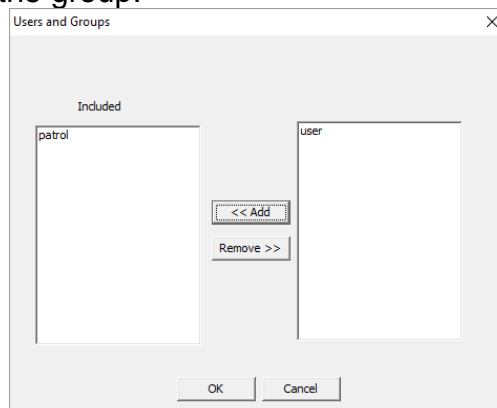 the group.
Users and Groups
Included
patrol
user
<< Add
Remove >>
OK
Cancel